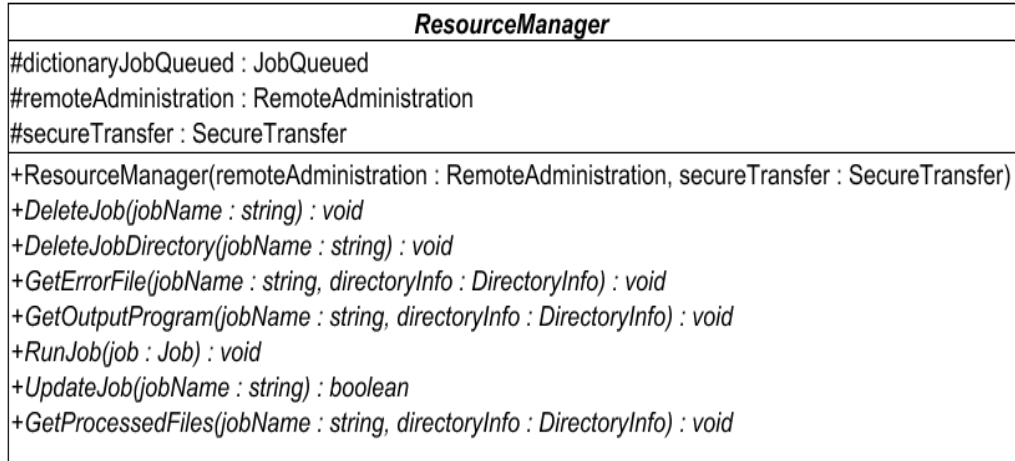 ResourceManager
#dictionaryJobQueued : JobQueued
#remoteAdministration : RemoteAdministration
#secureTransfer : SecureTransfer
+ResourceManager(remoteAdministration : RemoteAdministration, secureTransfer : SecureTransfer)
+DeleteJob(jobName : string) : void
+DeleteJobDirectory(jobName : string) : void
+GetErrorFile(jobName : string, directoryInfo : DirectoryInfo) : void
+GetOutputProgram(jobName : string, directoryInfo : DirectoryInfo) : void
+RunJob(job : Job) : void
+UpdateJob(jobName : string) : boolean
+GetProcessedFiles(jobName : string, directoryInfo : DirectoryInfo) : void